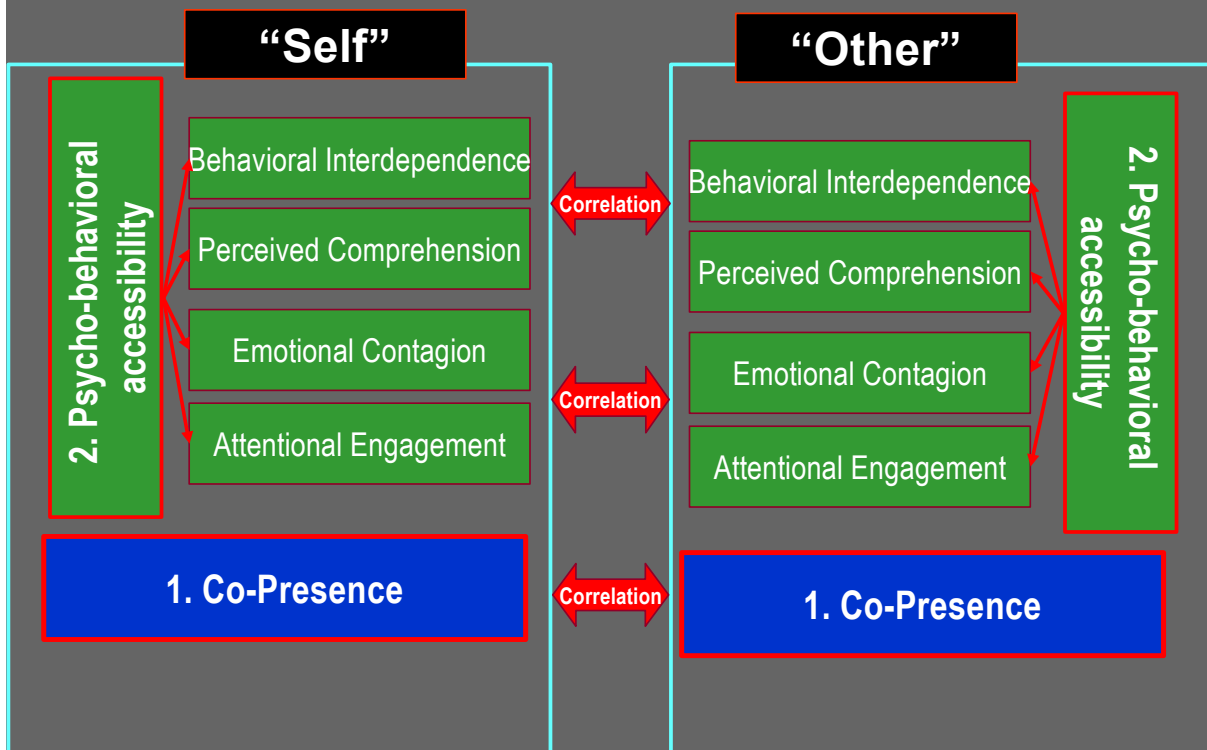 “Self”
2. Psycho-behavioral
accessibility
Behavioral Interdependence
Perceived Comprehension
Emotional Contagion
Attentional Engagement
1. Co-Presence
Correlation
Correlation
Correlation
“Other”
Behavioral Interdependence
Perceived Comprehension
Emotional Contagion
Attentional Engagement
2. Psycho-behavioral
accessibility
1. Co-Presence